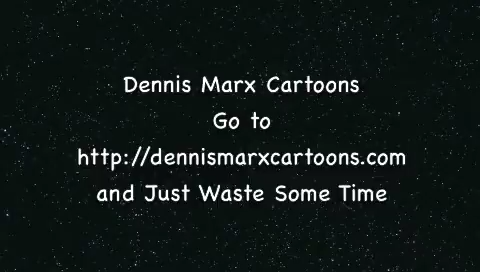 Dennis Marx Cartoons
Go to
http://dennismarxcartoons.com
and Just Waste Some Time